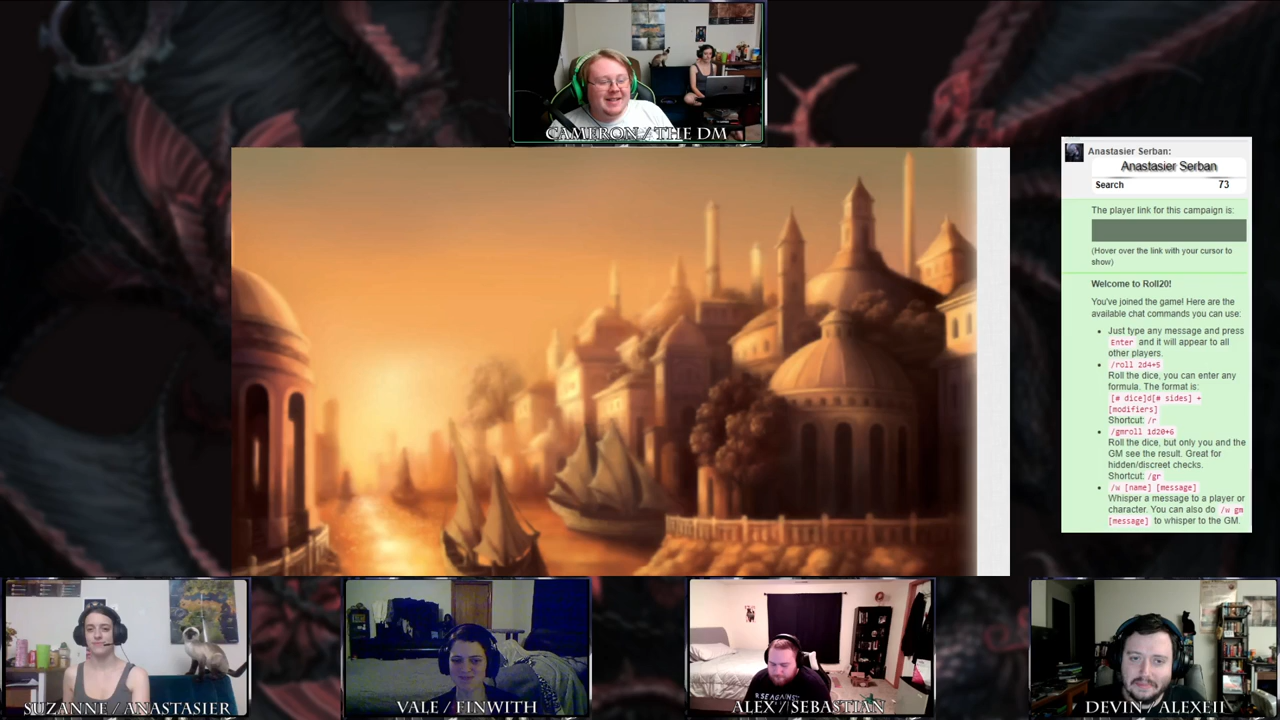 CAMERON / THE DM
Anastasier Serban:
Anastasier Serban
Search 73
The player link for this campaign is:
(Hover over the link with your cursor to
show)
Welcome to Roll20!
You've joined the game! Here are the
available chat commands you can use:
Just type any message and press
Enter and it will appear to all
other players.
/roll 2d4+5
Roll the dice, you can enter any
formula. The format is:
[# dice]d[# sides] +
[modifiers]
Shortcut: /r
/gmroll 1d20+6
Roll the dice, but only you and the
GM see the result. Great for
hidden/discreet checks.
Shortcut: /gr
/w [name] [message]
Whisper a message to a player or
character. You can also do /w gm
[message] to whisper to the GM.
SUZANNE / ANASTASIER
VALE / FINWITH
ALEX / SEBASTIAN
DEVIN / ALEXEII